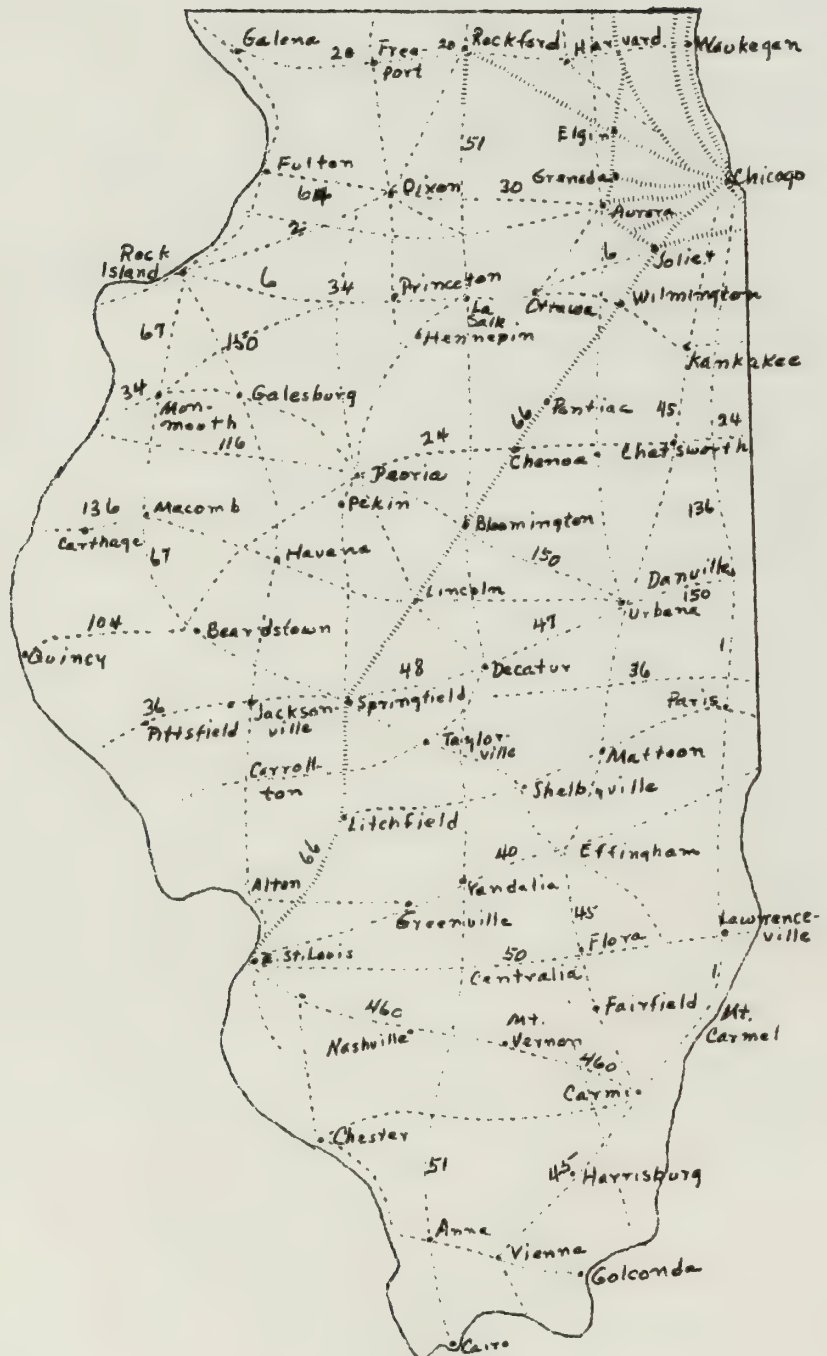 Galena
20
Free-
port
20
Rockford
Harvard
Waukegan
51
Elgin
Fulton
Dixon
30
Geneda
Chicago
64
Aurora
2
Rock
Island
6
Joliet
6
34
Princeton
La
Salle
Ottawa
Wilmington
Hennepin
67
150
Kankakee
34
Mon-
mouth
Galesburg
Pontiac
66
45
24
116
24
Chenoa
Chatsworth
Peoria
Pekin
136
Macomb
Carthage
Bloomington
136
67
Havana
150
Danville
150
Lincoln
Urbana
104
Beardstown
47
Quincy
48
Decatur
36
1
36
Pittsfield
Jackson-
ville
Springfield
Paris
Taylor-
ville
Mattoon
Carroll-
ton
Shelbyville
Litchfield
66
40
Effingham
Alton
Vandalia
Greenville
45
Flora
Lawrence-
ville
E. St. Louis
50
Centralia
1
460
Fairfield
Mt.
Carmel
Nashville
Mt.
Vernon
460
Carmi
Chester
51
45
Harrisburg
Anna
Vienna
Golconda
Cairo